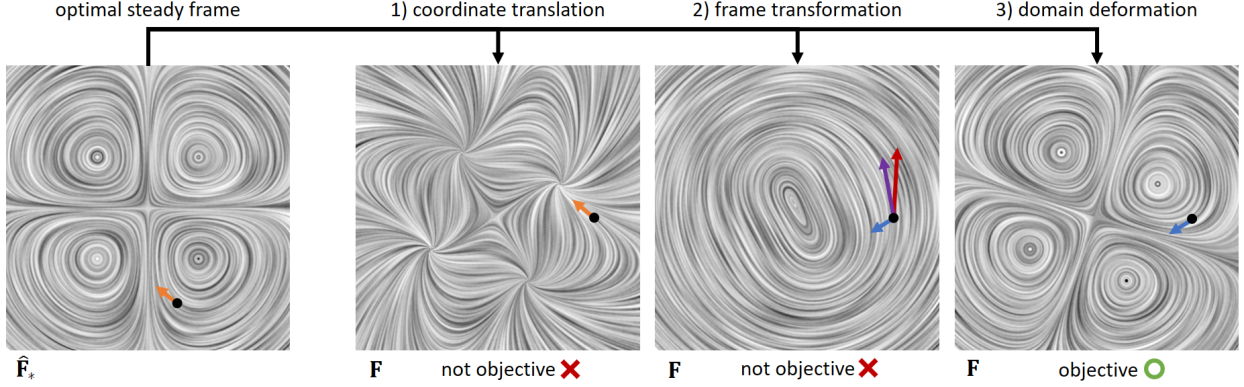 optimal steady frame
1) coordinate translation
2) frame transformation
3) domain deformation
F̂*
F not objective
F not objective
F objective